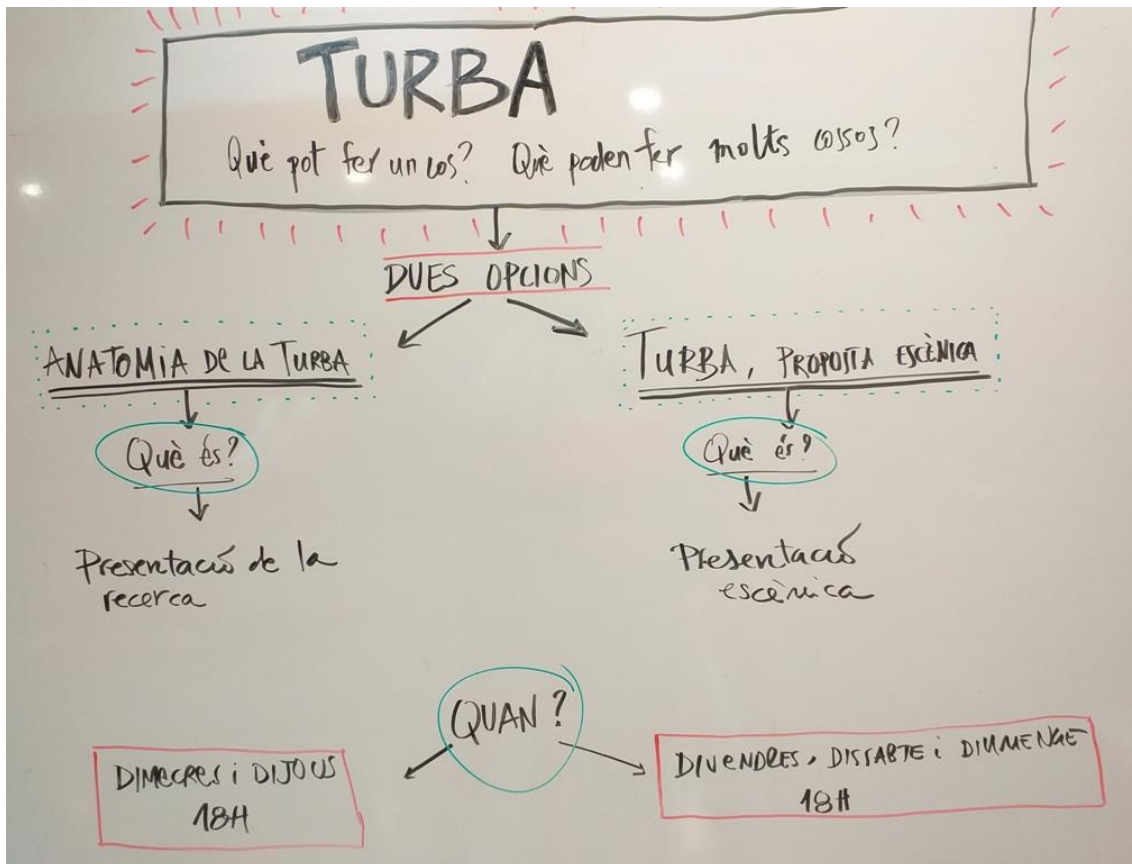 TURBA
Què pot fer un cos? Què poden fer molts cossos?
DUES OPCIONS
ANATOMIA DE LA TURBA
TURBA, PROPOSTA ESCÈNICA
Què és?
Què és?
Presentació de la
recerca
Presentació
escènica
QUAN?
DIMECRES i DIJOUS
18H
DIVENDRES, DISSABTE i DIUMENGE
18H